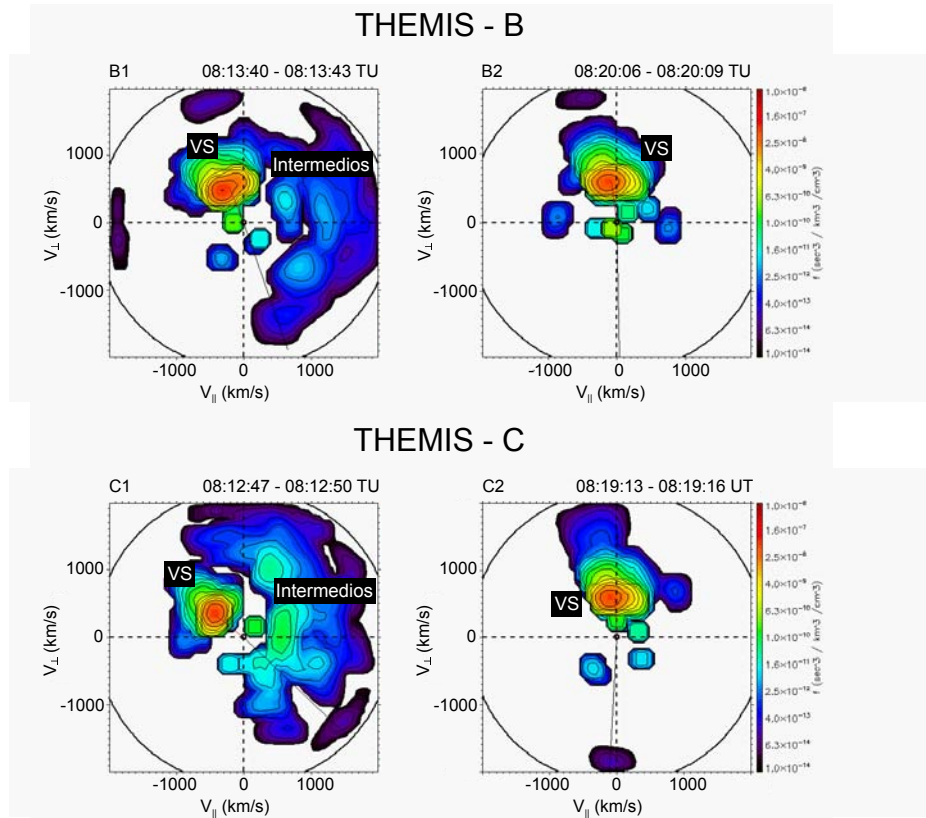 THEMIS - B
B1 08:13:40 - 08:13:43 TU
VS
Intermedios
1000
0
-1000
V⊥ (km/s)
-1000 0 1000
V|| (km/s)
B2 08:20:06 - 08:20:09 TU
VS
1000
0
-1000
V⊥ (km/s)
-1000 0 1000
V|| (km/s)
1.0×10⁻⁶
1.6×10⁻⁷
2.5×10⁻⁸
4.0×10⁻⁹
6.3×10⁻¹⁰
1.0×10⁻¹⁰
1.6×10⁻¹¹
2.5×10⁻¹²
4.0×10⁻¹³
6.3×10⁻¹⁴
1.0×10⁻¹⁴
f (sec^3 / km^3 /cm^3)
THEMIS - C
C1 08:12:47 - 08:12:50 TU
VS
Intermedios
1000
0
-1000
V⊥ (km/s)
-1000 0 1000
V|| (km/s)
C2 08:19:13 - 08:19:16 UT
VS
1000
0
-1000
V⊥ (km/s)
-1000 0 1000
V|| (km/s)
1.0×10⁻⁶
1.6×10⁻⁷
2.5×10⁻⁸
4.0×10⁻⁹
6.3×10⁻¹⁰
1.0×10⁻¹⁰
1.6×10⁻¹¹
2.5×10⁻¹²
4.0×10⁻¹³
6.3×10⁻¹⁴
1.0×10⁻¹⁴
f (sec^3 / km^3 /cm^3)